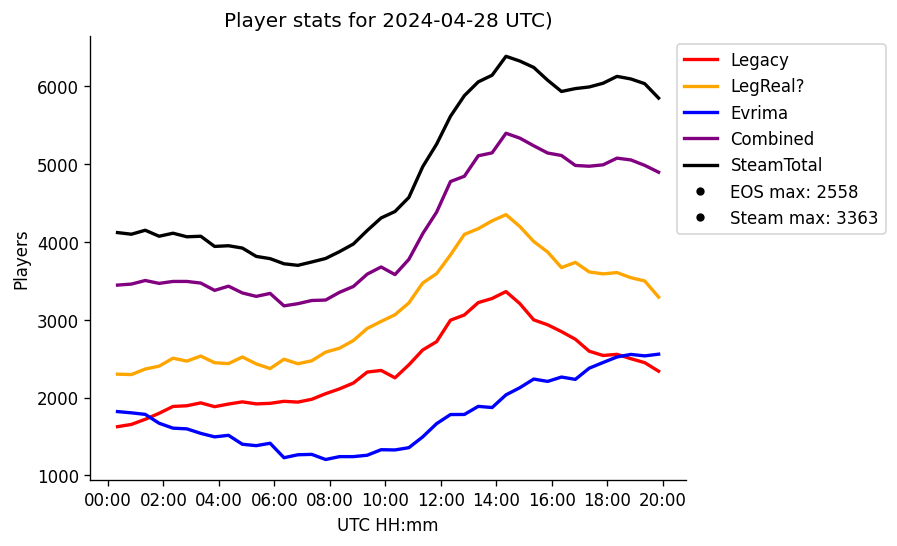 Player stats for 2024-04-28 UTC)
Legacy
LegReal?
Evrima
Combined
SteamTotal
EOS max: 2558
Steam max: 3363
Players
6000
5000
4000
3000
2000
1000
00:00 02:00 04:00 06:00 08:00 10:00 12:00 14:00 16:00 18:00 20:00
UTC HH:mm